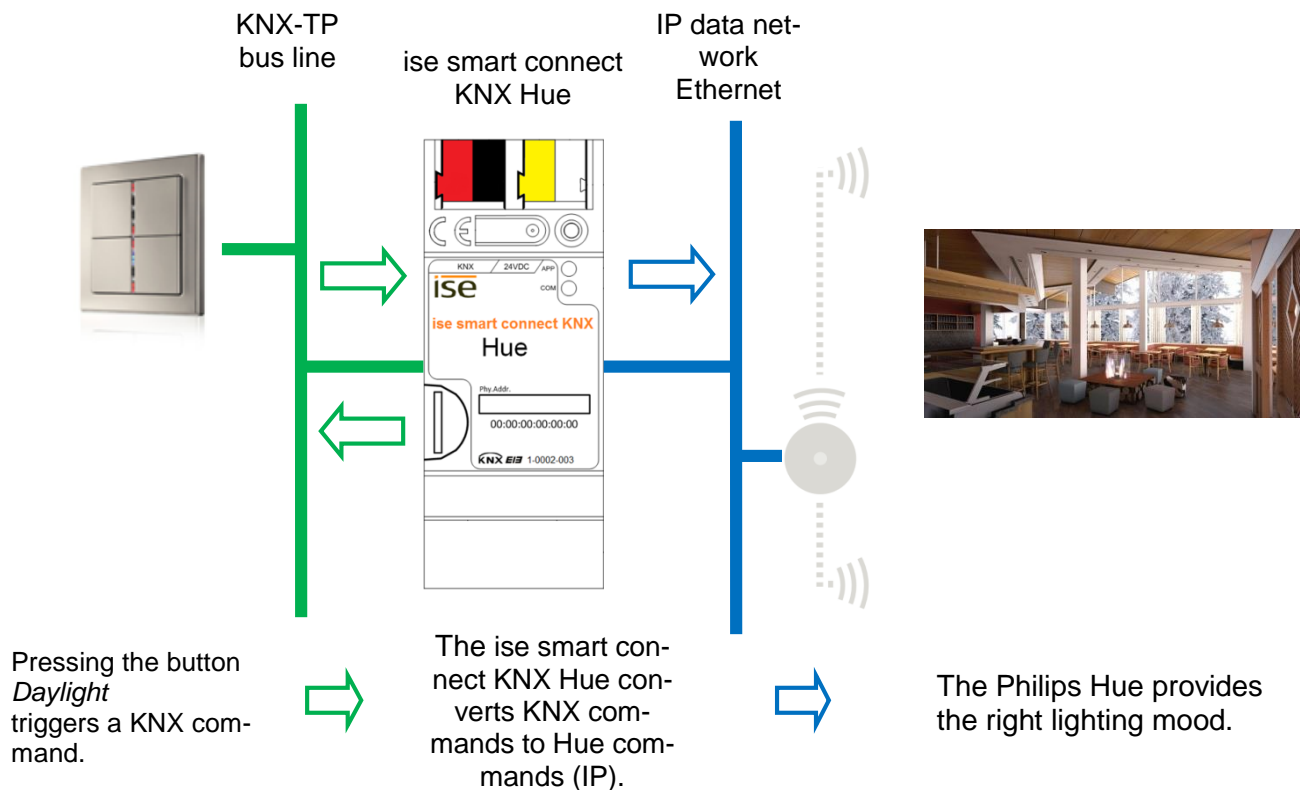 KNX-TP
bus line
ise smart connect
KNX Hue
IP data net-
work
Ethernet
KNX
24VDC
APP
COM
ise
ise smart connect KNX
Hue
Phy.Addr.
00:00:00:00:00:00
KNX EIB 1-0002-003
Pressing the button
Daylight
triggers a KNX com-
mand.
The ise smart con-
nect KNX Hue con-
verts KNX com-
mands to Hue com-
mands (IP).
The Philips Hue provides
the right lighting mood.